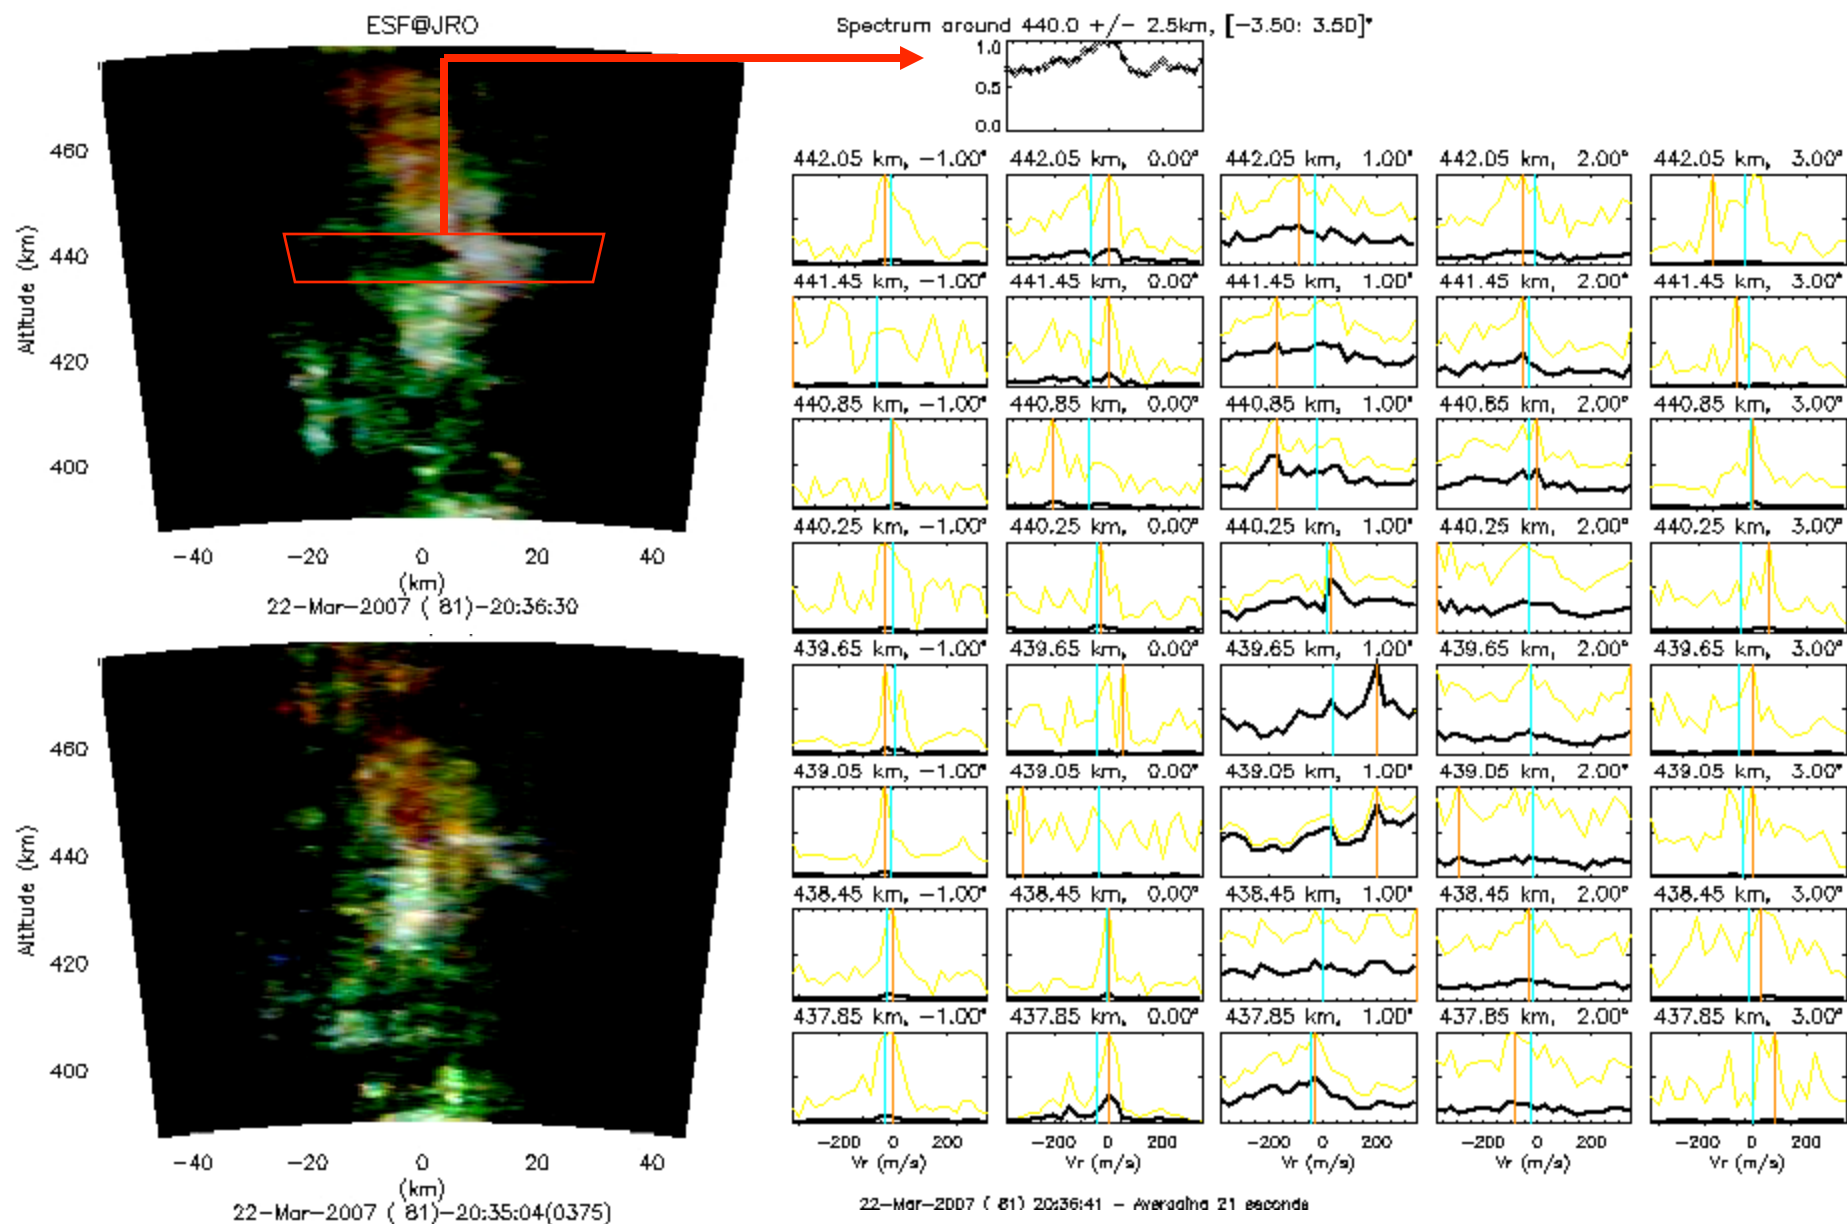 ESF@JRO
Spectrum around 440.0 +/- 2.5km, [-3.50: 3.50]°
1.0
0.5
0.0
Altitude (km)
460
440
420
400
-40 -20 0 20 40
(km)
22-Mar-2007 ( 81)-20:36:30
Altitude (km)
460
440
420
400
-40 -20 0 20 40
(km)
22-Mar-2007 ( 81)-20:35:04(0375)
442.05 km, -1.00° 442.05 km, 0.00° 442.05 km, 1.00° 442.05 km, 2.00° 442.05 km, 3.00°
441.45 km, -1.00° 441.45 km, 0.00° 441.45 km, 1.00° 441.45 km, 2.00° 441.45 km, 3.00°
440.85 km, -1.00° 440.85 km, 0.00° 440.85 km, 1.00° 440.85 km, 2.00° 440.85 km, 3.00°
440.25 km, -1.00° 440.25 km, 0.00° 440.25 km, 1.00° 440.25 km, 2.00° 440.25 km, 3.00°
439.65 km, -1.00° 439.65 km, 0.00° 439.65 km, 1.00° 439.65 km, 2.00° 439.65 km, 3.00°
439.05 km, -1.00° 439.05 km, 0.00° 439.05 km, 1.00° 439.05 km, 2.00° 439.05 km, 3.00°
438.45 km, -1.00° 438.45 km, 0.00° 438.45 km, 1.00° 438.45 km, 2.00° 438.45 km, 3.00°
437.85 km, -1.00° 437.85 km, 0.00° 437.85 km, 1.00° 437.85 km, 2.00° 437.85 km, 3.00°
-200 0 200 -200 0 200 -200 0 200 -200 0 200 -200 0 200
Vr (m/s) Vr (m/s) Vr (m/s) Vr (m/s) Vr (m/s)
22-Mar-2007 ( 81) 20:36:41 - Averaging 21 seconds